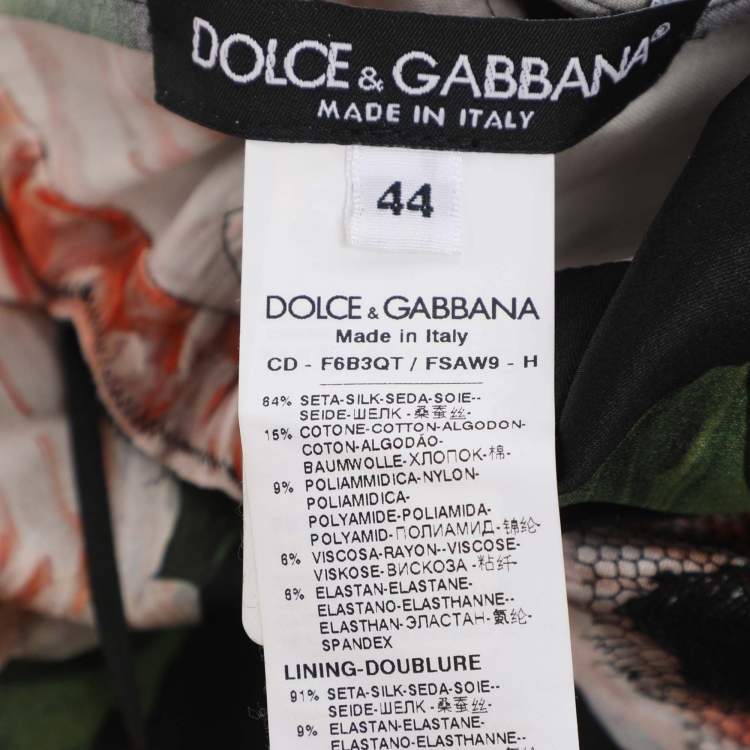 DOLCE & GABBANA®
MADE IN ITALY
44
DOLCE & GABBANA
Made in Italy
CD - F6B3QT / FSAW9 - H
64% SETA-SILK-SEDA-SOIE--
SEIDE-ШЕЛК-桑蚕丝-
15% COTONE-COTTON-ALGODON-
COTON-ALGODÃO-
BAUMWOLLE-ХЛОПОК-棉-
9% POLIAMMIDICA-NYLON-
POLIAMIDICA-
POLYAMIDE-POLIAMIDA-
POLYAMID-ПОЛИАМИД-锦纶-
6% VISCOSA-RAYON--VISCOSE-
VISKOSE-ВИСКОЗА-粘纤-
6% ELASTAN-ELASTANE-
ELASTANO-ELASTHANNE--
ELASTHAN-ЭЛАСТАН-氨纶-
SPANDEX
LINING-DOUBLURE
91% SETA-SILK-SEDA-SOIE--
SEIDE-ШЕЛК-桑蚕丝-
9% ELASTAN-ELASTANE-
ELASTANO-ELASTHANNE--